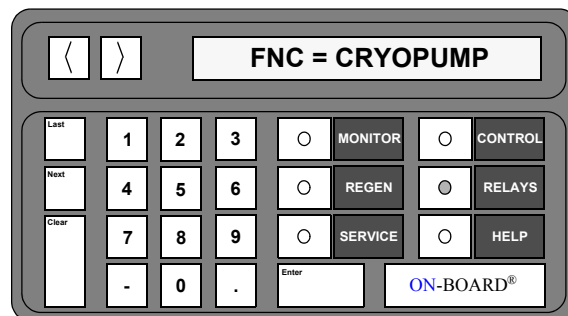 〈 〉 FNC = CRYOPUMP
Last 1 2 3 MONITOR CONTROL
Next 4 5 6 REGEN RELAYS
Clear 7 8 9 SERVICE HELP
- 0 . Enter ON-BOARD®